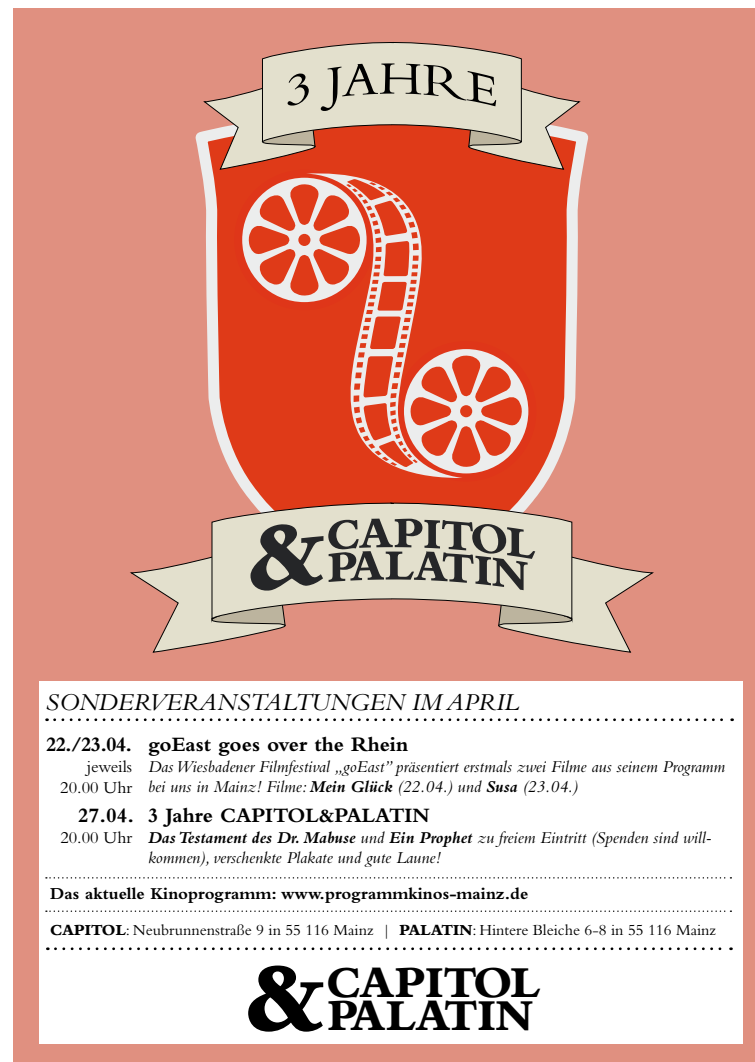 3 JAHRE
& CAPITOL
PALATIN
SONDERVERANSTALTUNGEN IM APRIL
22./23.04. goEast goes over the Rhein
jeweils Das Wiesbadener Filmfestival „goEast” präsentiert erstmals zwei Filme aus seinem Programm
20.00 Uhr bei uns in Mainz! Filme: Mein Glück (22.04.) und Susa (23.04.)
27.04. 3 Jahre CAPITOL&PALATIN
20.00 Uhr Das Testament des Dr. Mabuse und Ein Prophet zu freiem Eintritt (Spenden sind will-
kommen), verschenkte Plakate und gute Laune!
Das aktuelle Kinoprogramm: www.programmkinos-mainz.de
CAPITOL: Neubrunnenstraße 9 in 55 116 Mainz | PALATIN: Hintere Bleiche 6-8 in 55 116 Mainz
& CAPITOL
PALATIN